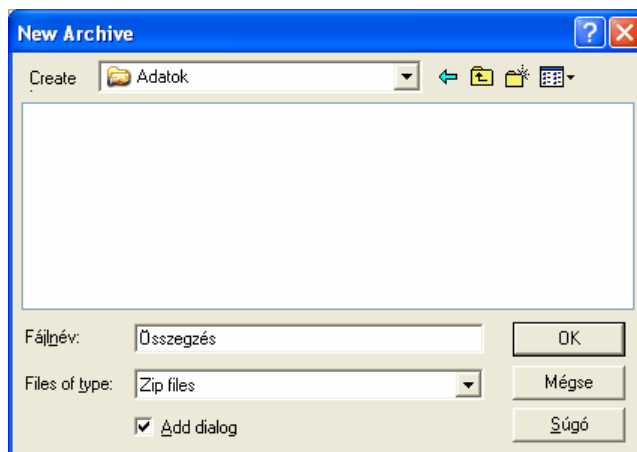 New Archive
Create
Adatok
Fájlnév:
Összegzés
OK
Files of type:
Zip files
Mégse
Add dialog
Súgó